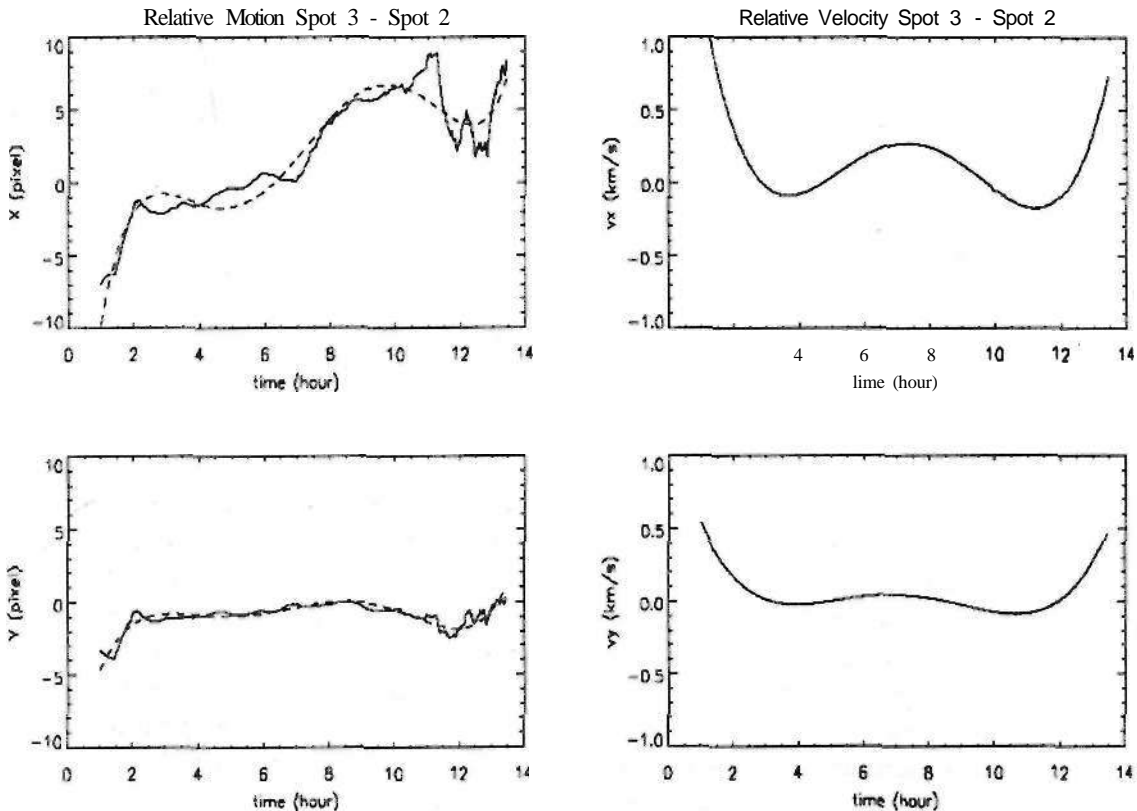 Relative Motion Spot 3 - Spot 2
10
5
0
-5
-10
X (pixel)
0 2 4 6 8 10 12 14
time (hour)
Relative Velocity Spot 3 - Spot 2
1.0
0.5
0.0
-0.5
-1.0
vx (km/s)
0 2 4 6 8 10 12 14
lime (hour)
10
5
0
-5
-10
Y (pixel)
0 2 4 6 8 10 12 14
time (hour)
1.0
0.5
0.0
-0.5
-1.0
vy (km/s)
0 2 4 6 8 10 12 14
time (hour)